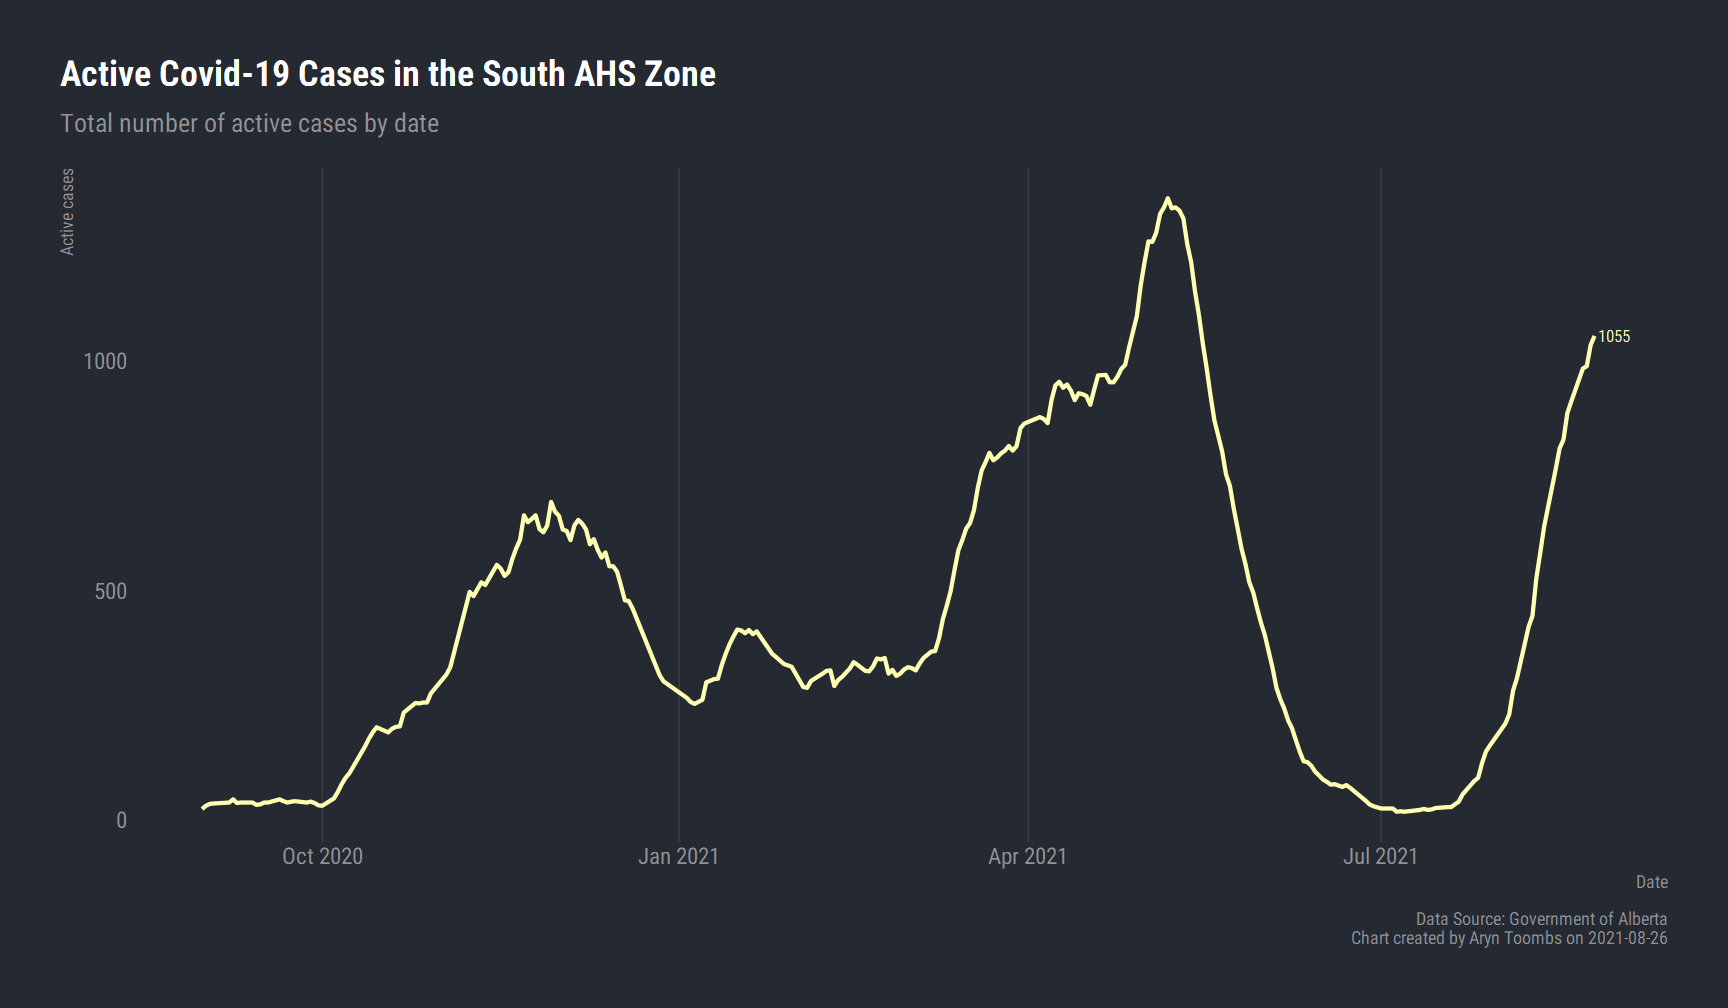 Active Covid-19 Cases in the South AHS Zone
Total number of active cases by date
Active cases
1000
500
0
1055
Oct 2020
Jan 2021
Apr 2021
Jul 2021
Date
Data Source: Government of Alberta
Chart created by Aryn Toombs on 2021-08-26